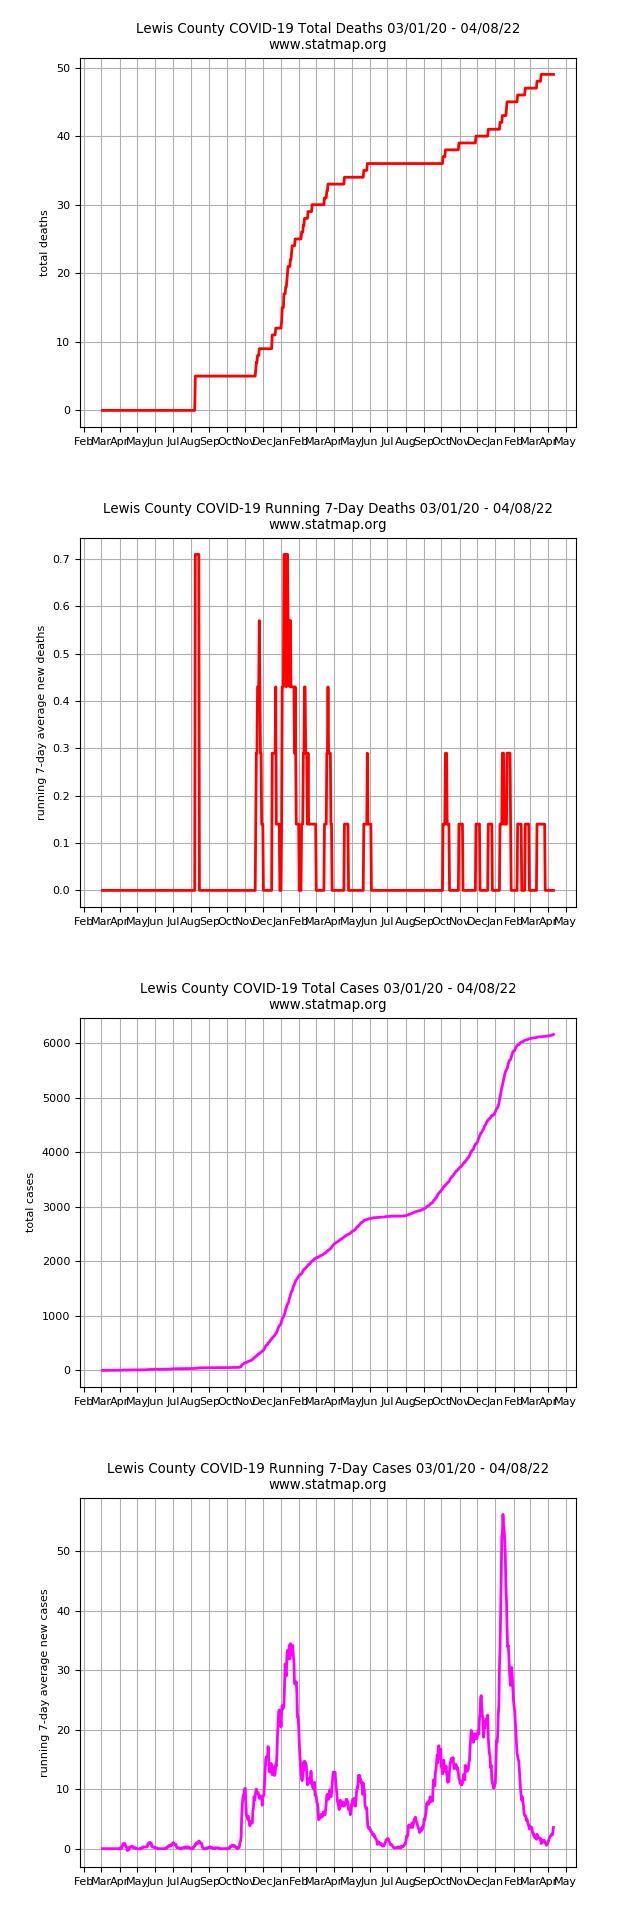 Lewis County COVID-19 Total Deaths 03/01/20 - 04/08/22
www.statmap.org
50
40
30
20
10
0
total deaths
Feb Mar Apr May Jun Jul Aug Sep Oct Nov Dec Jan Feb Mar Apr May Jun Jul Aug Sep Oct Nov Dec Jan Feb Mar Apr May
Lewis County COVID-19 Running 7-Day Deaths 03/01/20 - 04/08/22
www.statmap.org
0.7
0.6
0.5
0.4
0.3
0.2
0.1
0.0
running 7-day average new deaths
Feb Mar Apr May Jun Jul Aug Sep Oct Nov Dec Jan Feb Mar Apr May Jun Jul Aug Sep Oct Nov Dec Jan Feb Mar Apr May
Lewis County COVID-19 Total Cases 03/01/20 - 04/08/22
www.statmap.org
6000
5000
4000
3000
2000
1000
0
total cases
Feb Mar Apr May Jun Jul Aug Sep Oct Nov Dec Jan Feb Mar Apr May Jun Jul Aug Sep Oct Nov Dec Jan Feb Mar Apr May
Lewis County COVID-19 Running 7-Day Cases 03/01/20 - 04/08/22
www.statmap.org
50
40
30
20
10
0
running 7-day average new cases
Feb Mar Apr May Jun Jul Aug Sep Oct Nov Dec Jan Feb Mar Apr May Jun Jul Aug Sep Oct Nov Dec Jan Feb Mar Apr May